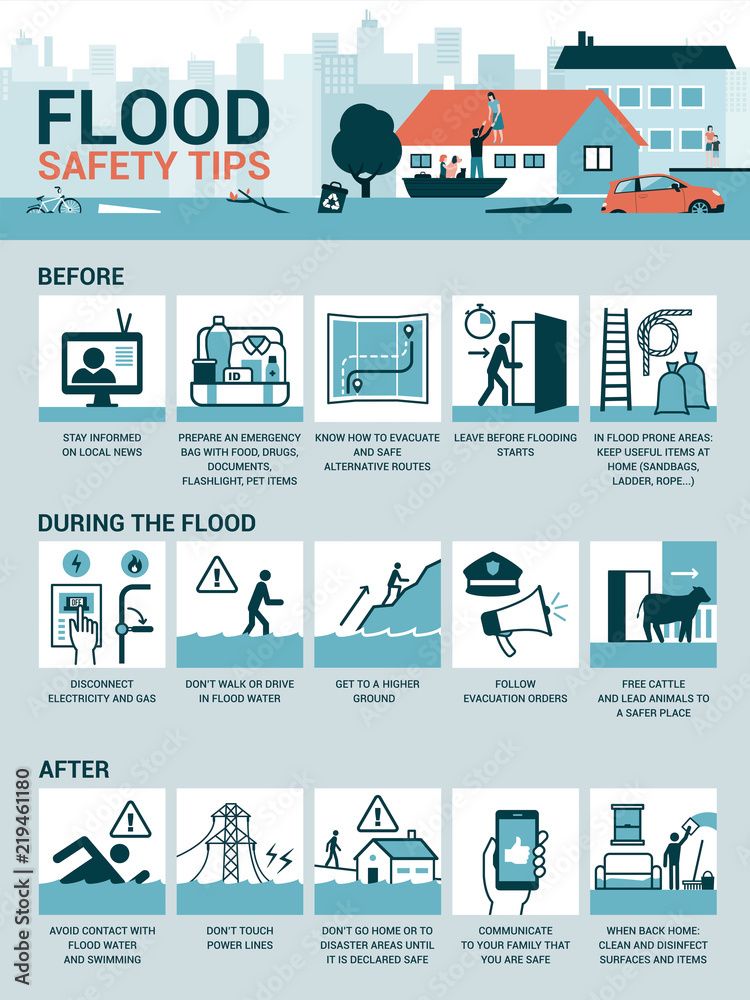 FLOOD
SAFETY TIPS
BEFORE
STAY INFORMED
ON LOCAL NEWS
ID
PREPARE AN EMERGENCY
BAG WITH FOOD, DRUGS,
DOCUMENTS,
FLASHLIGHT, PET ITEMS
KNOW HOW TO EVACUATE
AND SAFE
ALTERNATIVE ROUTES
LEAVE BEFORE FLOODING
STARTS
IN FLOOD PRONE AREAS:
KEEP USEFUL ITEMS AT
HOME (SANDBAGS,
LADDER, ROPE...)
DURING THE FLOOD
OFF
DISCONNECT
ELECTRICITY AND GAS
DON'T WALK OR DRIVE
IN FLOOD WATER
GET TO A HIGHER
GROUND
FOLLOW
EVACUATION ORDERS
FREE CATTLE
AND LEAD ANIMALS TO
A SAFER PLACE
AFTER
AVOID CONTACT WITH
FLOOD WATER
AND SWIMMING
DON'T TOUCH
POWER LINES
DON'T GO HOME OR TO
DISASTER AREAS UNTIL
IT IS DECLARED SAFE
COMMUNICATE
TO YOUR FAMILY THAT
YOU ARE SAFE
WHEN BACK HOME:
CLEAN AND DISINFECT
SURFACES AND ITEMS
Adobe Stock | #219461180
© elenabsl
Adobe Stock